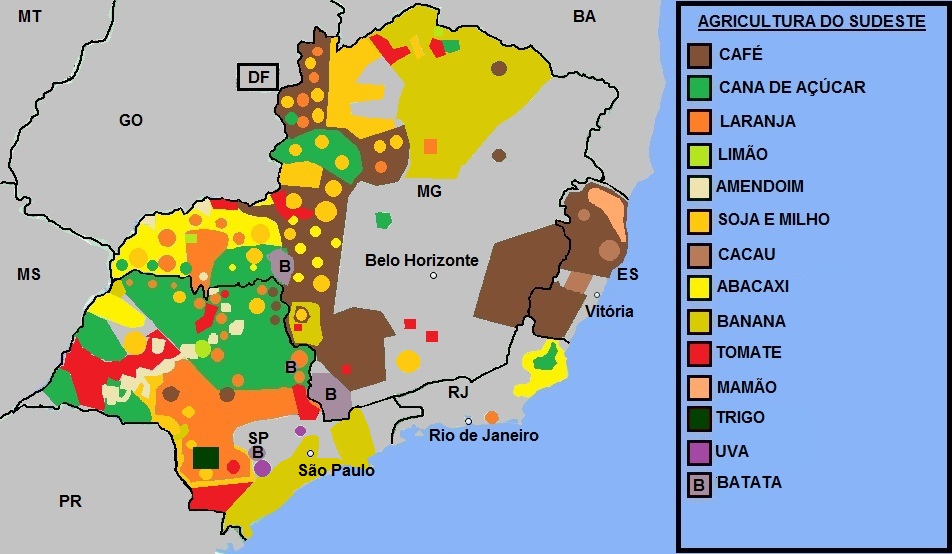 MT
BA
DF
GO
MG
MS
Belo Horizonte
ES
Vitória
B
B
B
RJ
Rio de Janeiro
SP
B
São Paulo
PR
AGRICULTURA DO SUDESTE
CAFÉ
CANA DE AÇÚCAR
LARANJA
LIMÃO
AMENDOIM
SOJA E MILHO
CACAU
ABACAXI
BANANA
TOMATE
MAMÃO
TRIGO
UVA
B BATATA